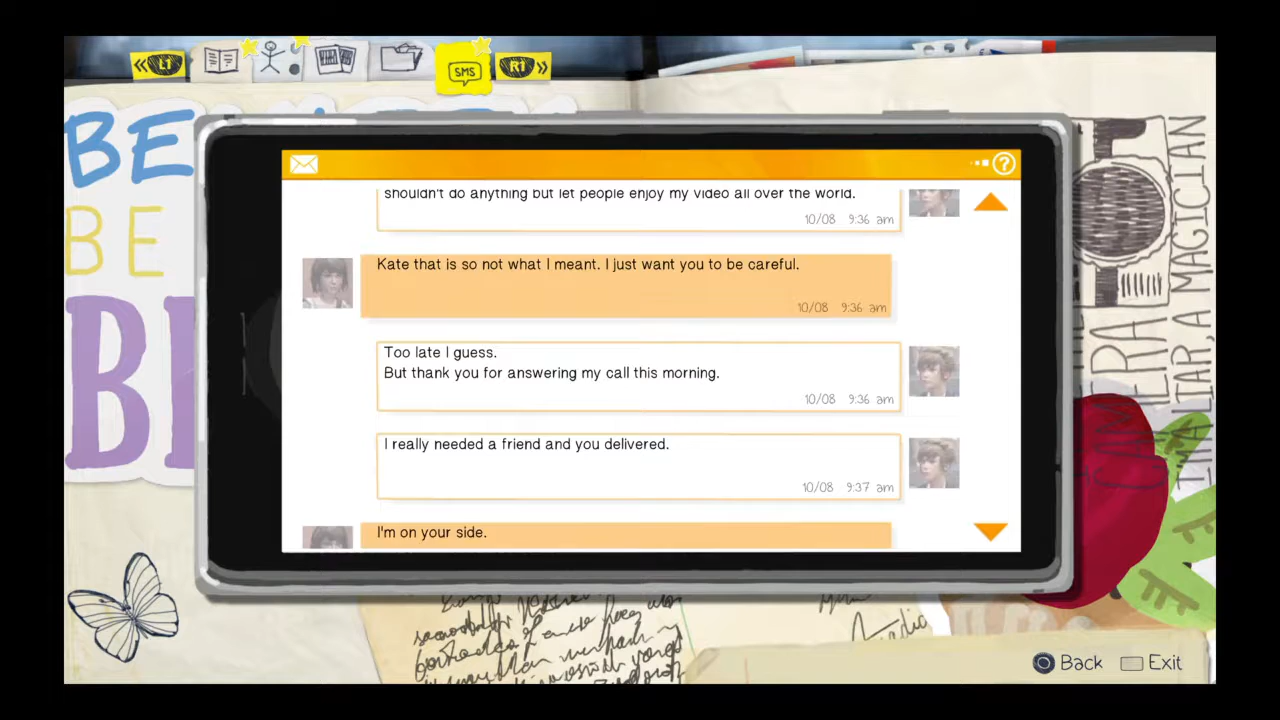 L1
SMS
R1
BE
BE
shouldn't do anything but let people enjoy my video all over the world.
10/08 9:36 am
Kate that is so not what I meant. I just want you to be careful.
10/08 9:36 am
Too late I guess.
But thank you for answering my call this morning.
10/08 9:36 am
I really needed a friend and you delivered.
10/08 9:37 am
I'm on your side.
?
A MAGICIAN
Back
Exit